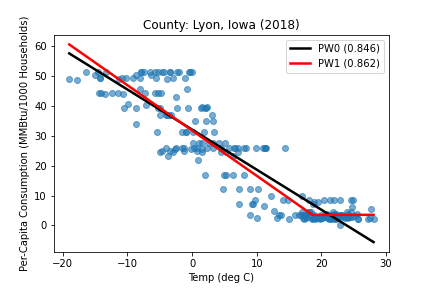 County: Lyon, Iowa (2018)
PW0 (0.846)
PW1 (0.862)
Per-Capita Consumption (MMBtu/1000 Households)
60
50
40
30
20
10
0
−20 −10 0 10 20 30
Temp (deg C)